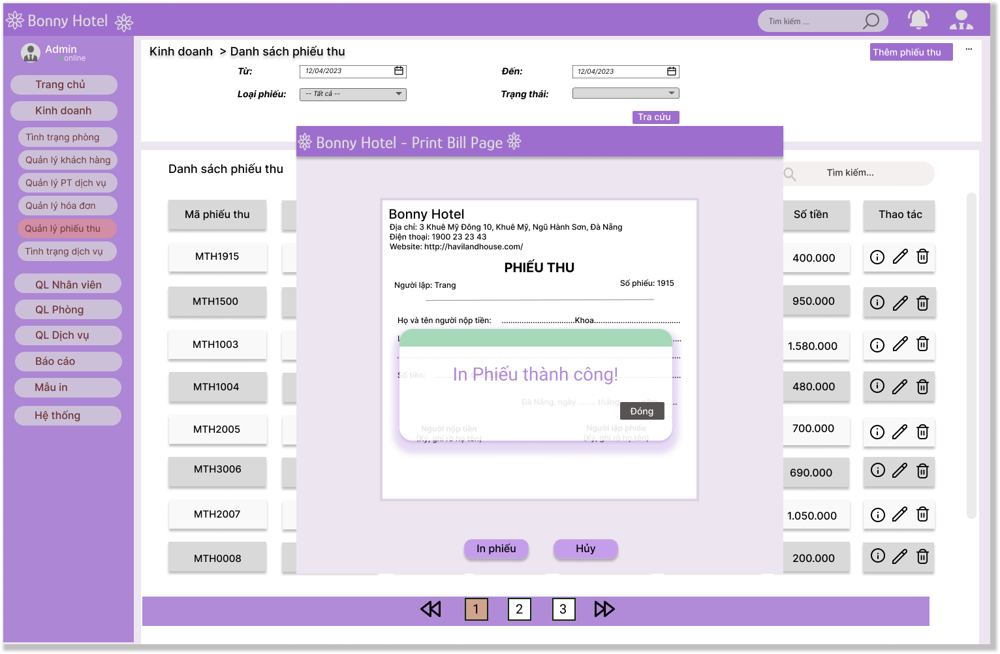 Bonny Hotel
Tìm kiếm ....
Admin
online
Trang chủ
Kinh doanh
Tình trạng phòng
Quản lý khách hàng
Quản lý PT dịch vụ
Quản lý hóa đơn
Quản lý phiếu thu
Tình trạng dịch vụ
QL Nhân viên
QL Phòng
QL Dịch vụ
Báo cáo
Mẫu in
Hệ thống
Kinh doanh > Danh sách phiếu thu
Thêm phiếu thu
...
Từ: 12/04/2023
Đến: 12/04/2023
Loại phiếu: -- Tất cả --
Trạng thái:
Tra cứu
Danh sách phiếu thu
Tìm kiếm...
Mã phiếu thu
Số tiền
Thao tác
MTH1915
400.000
MTH1500
950.000
MTH1003
1.580.000
MTH1004
480.000
MTH2005
700.000
MTH3006
690.000
MTH2007
1.050.000
MTH0008
200.000
Bonny Hotel - Print Bill Page
Bonny Hotel
Địa chỉ: 3 Khuê Mỹ Đông 10, Khuê Mỹ, Ngũ Hành Sơn, Đà Nẵng
Điện thoại: 1900 23 23 43
Website: http://havilandhouse.com/
PHIẾU THU
Người lập: Trang
Số phiếu: 1915
Họ và tên người nộp tiền: .................................Khoa.......................................
In Phiếu thành công!
Số tiền:
Đà Nẵng, ngày ........ tháng ........ năm ........
Đóng
Người nộp tiền
Người lập phiếu
(Ký, ghi rõ họ tên)
(Ký, ghi rõ họ tên)
In phiếu
Hủy
1
2
3